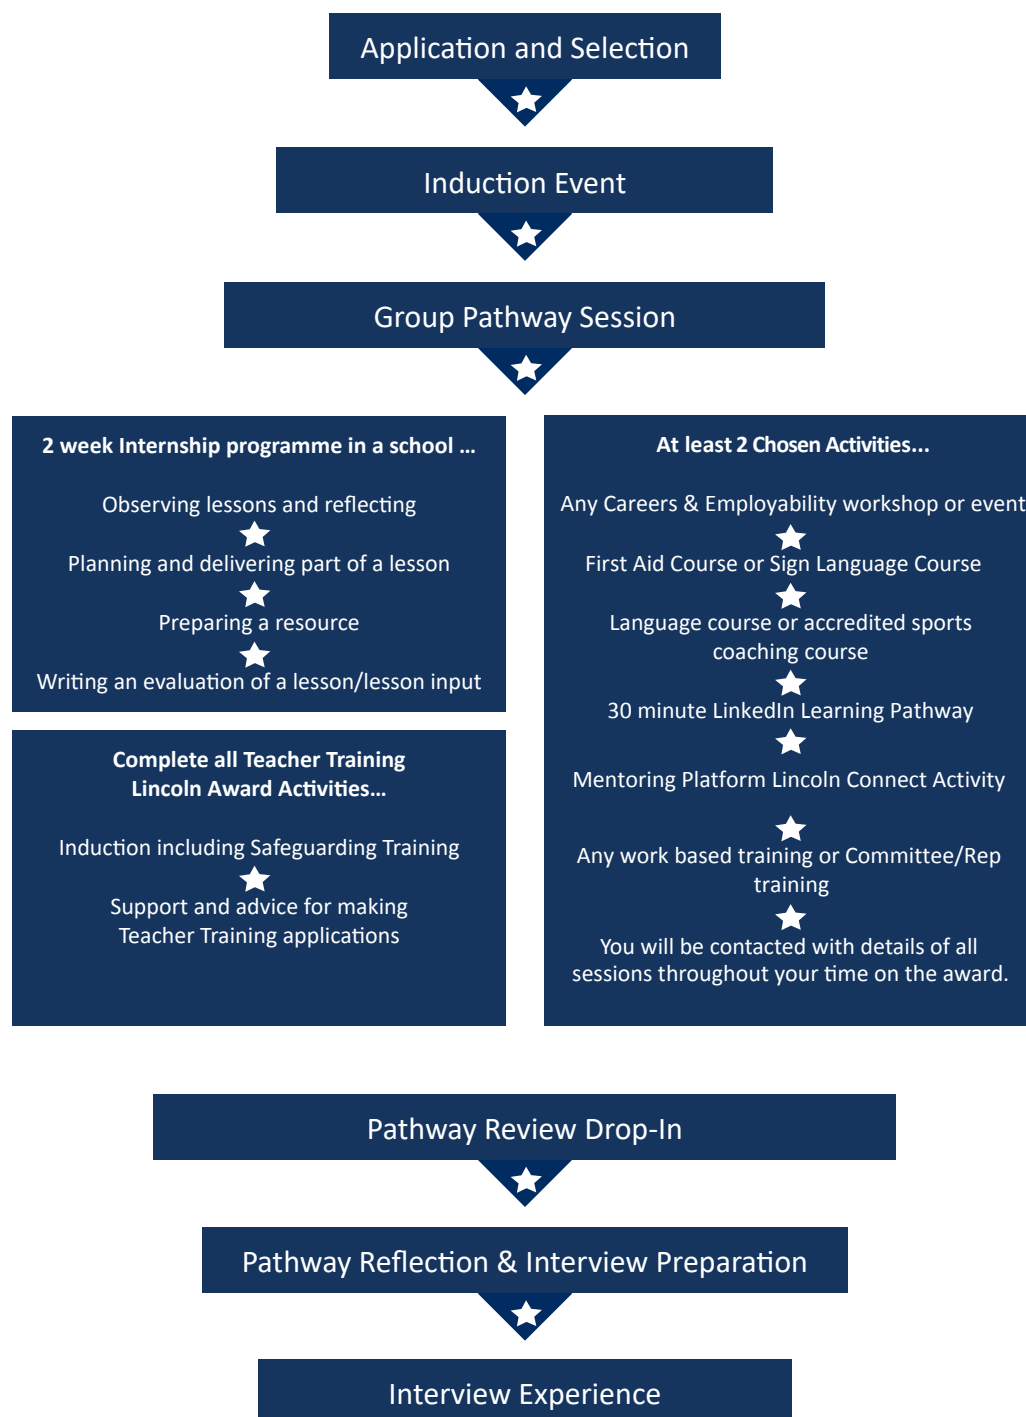 Application and Selection
Induction Event
Group Pathway Session
2 week Internship programme in a school ...
Observing lessons and reflecting
Planning and delivering part of a lesson
Preparing a resource
Writing an evaluation of a lesson/lesson input
Complete all Teacher Training
Lincoln Award Activities...
Induction including Safeguarding Training
Support and advice for making
Teacher Training applications
At least 2 Chosen Activities...
Any Careers & Employability workshop or event
First Aid Course or Sign Language Course
Language course or accredited sports
coaching course
30 minute LinkedIn Learning Pathway
Mentoring Platform Lincoln Connect Activity
Any work based training or Committee/Rep
training
You will be contacted with details of all
sessions throughout your time on the award.
Pathway Review Drop-In
Pathway Reflection & Interview Preparation
Interview Experience